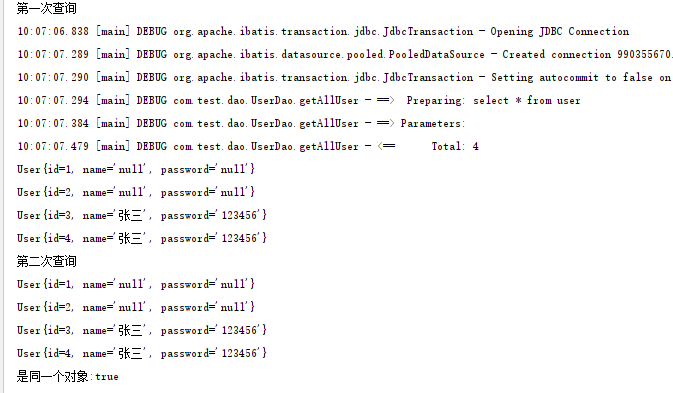 第一次查询
10:07:06.838 [main] DEBUG org.apache.ibatis.transaction.jdbc.JdbcTransaction - Opening JDBC Connection
10:07:07.289 [main] DEBUG org.apache.ibatis.datasource.pooled.PooledDataSource - Created connection 990355670.
10:07:07.290 [main] DEBUG org.apache.ibatis.transaction.jdbc.JdbcTransaction - Setting autocommit to false on
10:07:07.294 [main] DEBUG com.test.dao.UserDao.getAllUser - ==>  Preparing: select * from user
10:07:07.384 [main] DEBUG com.test.dao.UserDao.getAllUser - ==> Parameters:
10:07:07.479 [main] DEBUG com.test.dao.UserDao.getAllUser - <==      Total: 4
User{id=1, name='null', password='null'}
User{id=2, name='null', password='null'}
User{id=3, name='张三', password='123456'}
User{id=4, name='张三', password='123456'}
第二次查询
User{id=1, name='null', password='null'}
User{id=2, name='null', password='null'}
User{id=3, name='张三', password='123456'}
User{id=4, name='张三', password='123456'}
是同一个对象:true